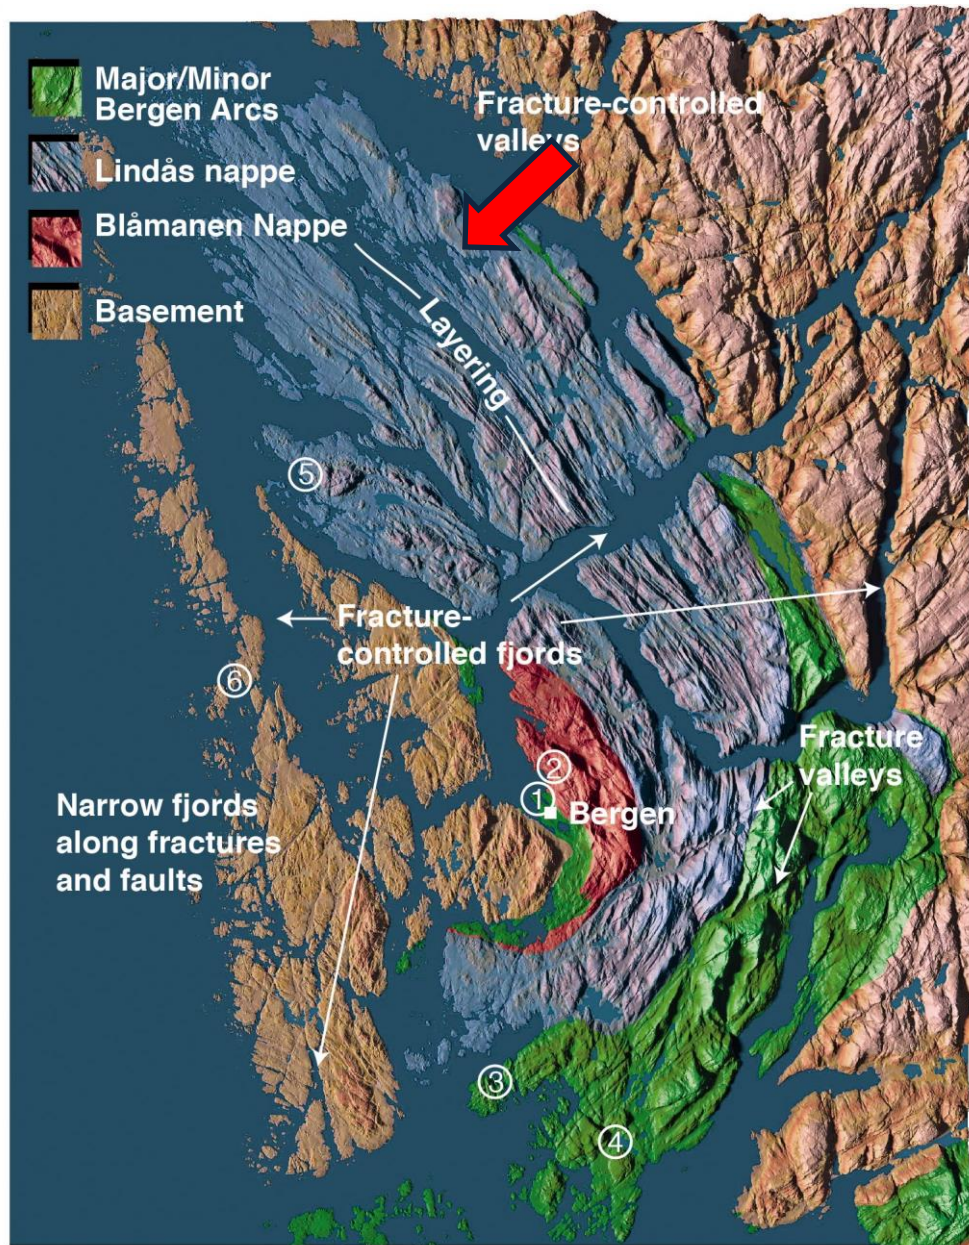 Major/Minor
Bergen Arcs
Lindås nappe
Blåmanen Nappe
Basement
Fracture-controlled
valleys
Layering
5
Fracture-
controlled fjords
6
Fracture
valleys
2
1
Bergen
Narrow fjords
along fractures
and faults
3
4